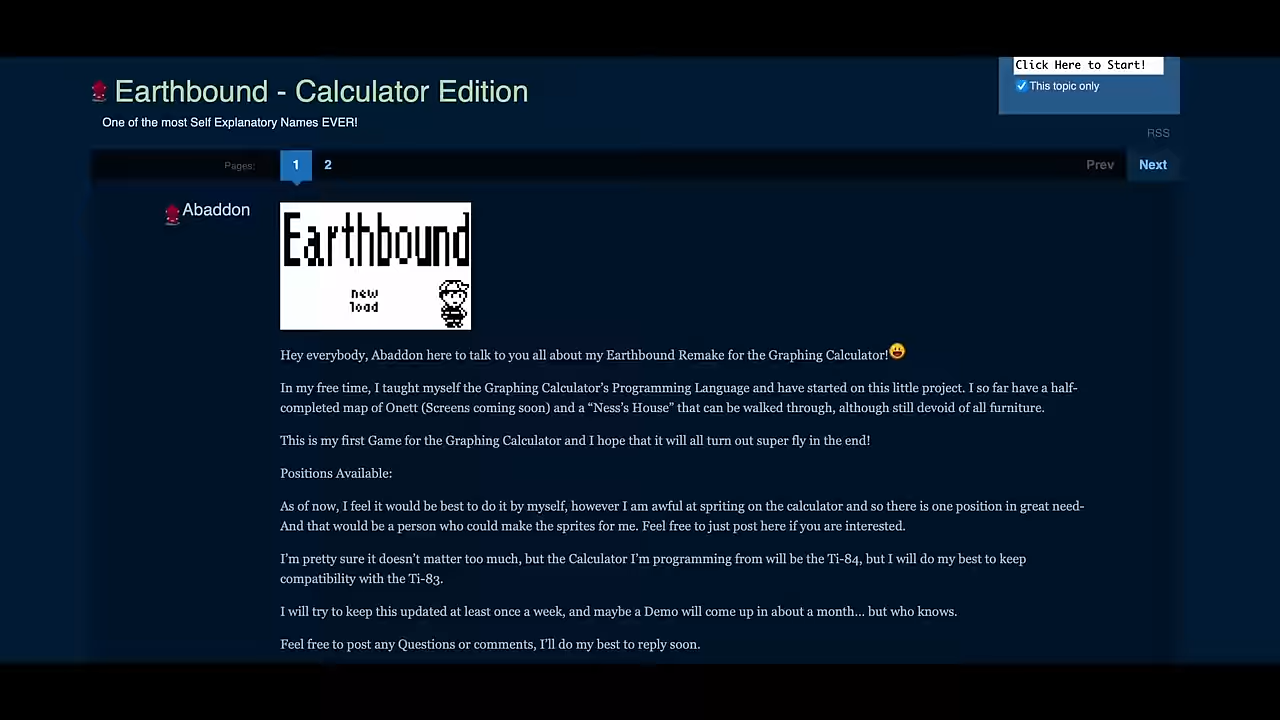 Click Here to Start!
Earthbound - Calculator Edition
This topic only
One of the most Self Explanatory Names EVER!
RSS
Pages: 1 2 Prev Next
Abaddon
Earthbound
new
load
Hey everybody, Abaddon here to talk to you all about my Earthbound Remake for the Graphing Calculator!
In my free time, I taught myself the Graphing Calculator’s Programming Language and have started on this little project. I so far have a half-
completed map of Onett (Screens coming soon) and a “Ness’s House” that can be walked through, although still devoid of all furniture.
This is my first Game for the Graphing Calculator and I hope that it will all turn out super fly in the end!
Positions Available:
As of now, I feel it would be best to do it by myself, however I am awful at spriting on the calculator and so there is one position in great need-
And that would be a person who could make the sprites for me. Feel free to just post here if you are interested.
I’m pretty sure it doesn’t matter too much, but the Calculator I’m programming from will be the Ti-84, but I will do my best to keep
compatibility with the Ti-83.
I will try to keep this updated at least once a week, and maybe a Demo will come up in about a month… but who knows.
Feel free to post any Questions or comments, I’ll do my best to reply soon.